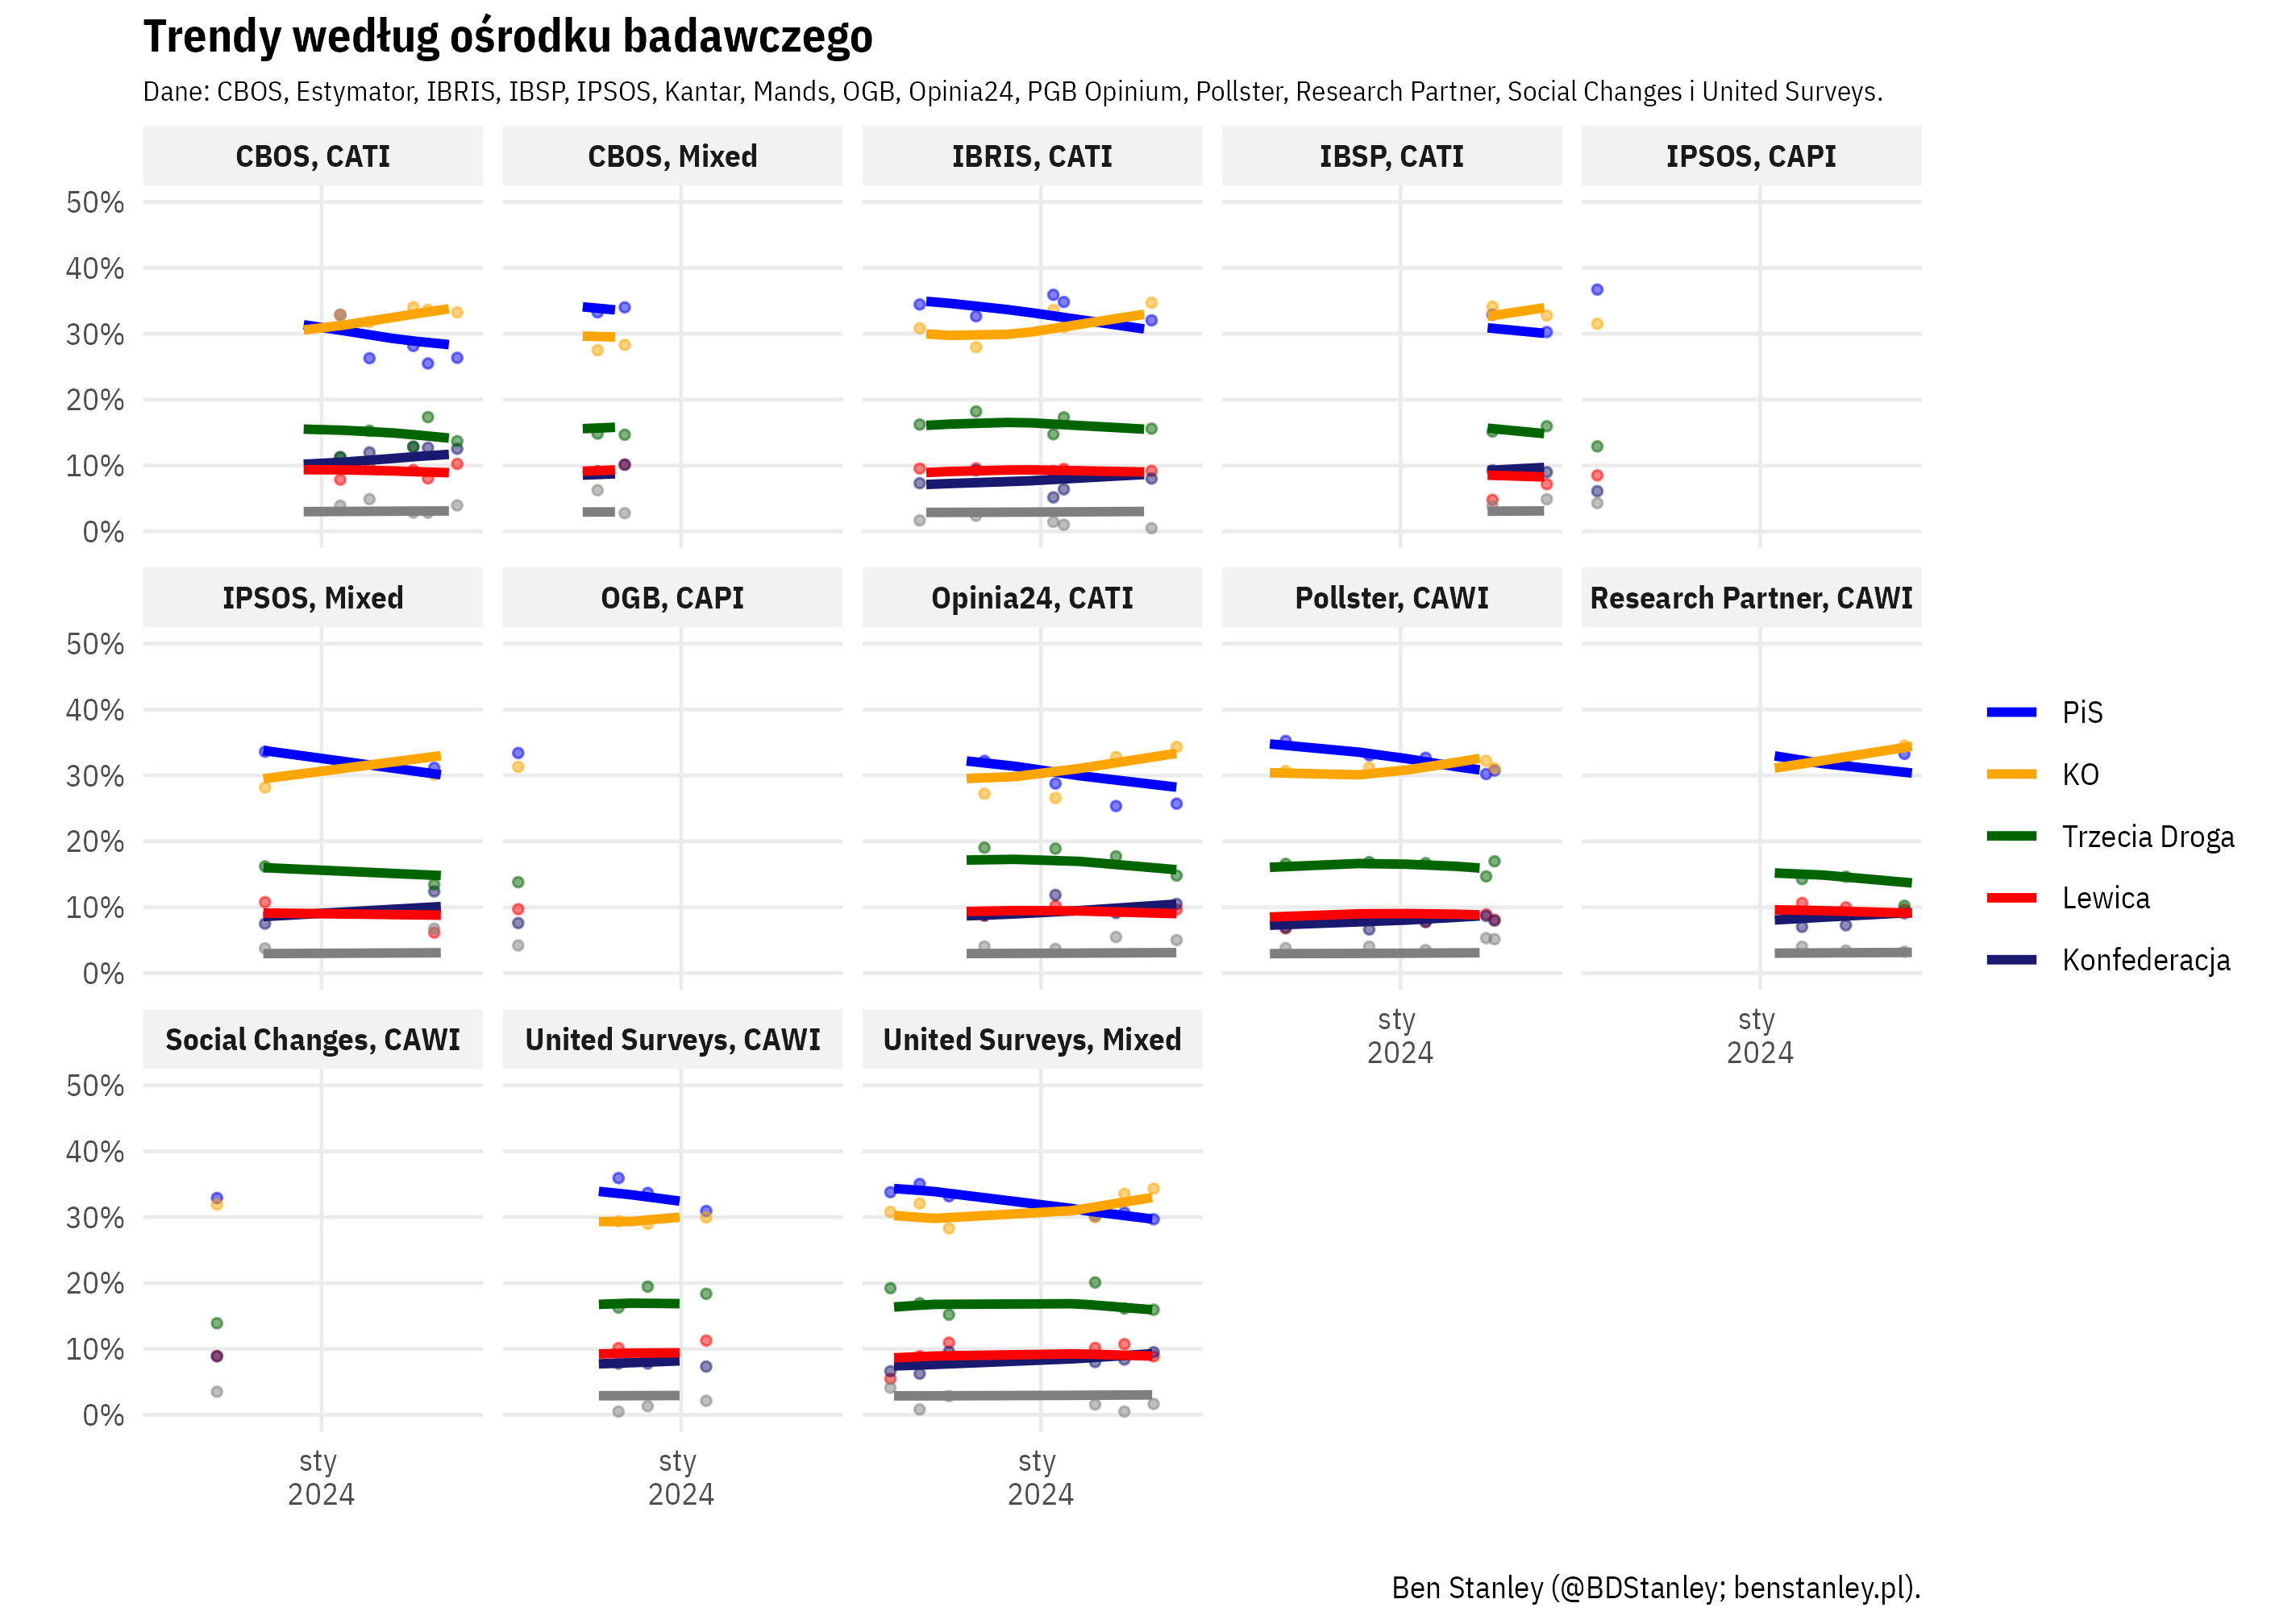 Trendy według ośrodku badawczego
Dane: CBOS, Estymator, IBRIS, IBSP, IPSOS, Kantar, Mands, OGB, Opinia24, PGB Opinium, Pollster, Research Partner, Social Changes i United Surveys.
CBOS, CATI
CBOS, Mixed
IBRIS, CATI
IBSP, CATI
IPSOS, CAPI
50%
40%
30%
20%
10%
0%
IPSOS, Mixed
OGB, CAPI
Opinia24, CATI
Pollster, CAWI
Research Partner, CAWI
50%
40%
30%
20%
10%
0%
sty
2024
sty
2024
Social Changes, CAWI
United Surveys, CAWI
United Surveys, Mixed
50%
40%
30%
20%
10%
0%
sty
2024
sty
2024
sty
2024
PiS
KO
Trzecia Droga
Lewica
Konfederacja
Ben Stanley (@BDStanley; benstanley.pl).